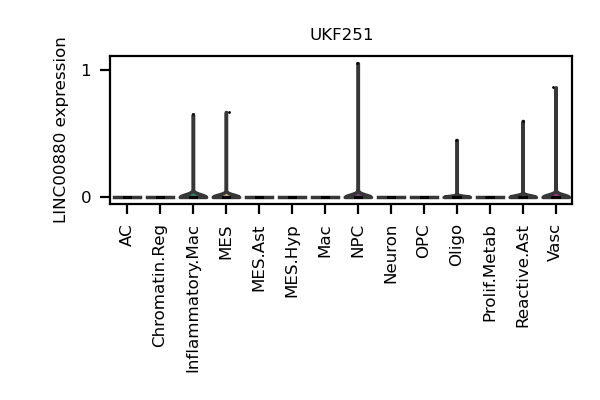 UKF251
LINC00880 expression
1
0
AC
Chromatin.Reg
Inflammatory.Mac
MES
MES.Ast
MES.Hyp
Mac
NPC
Neuron
OPC
Oligo
Prolif.Metab
Reactive.Ast
Vasc